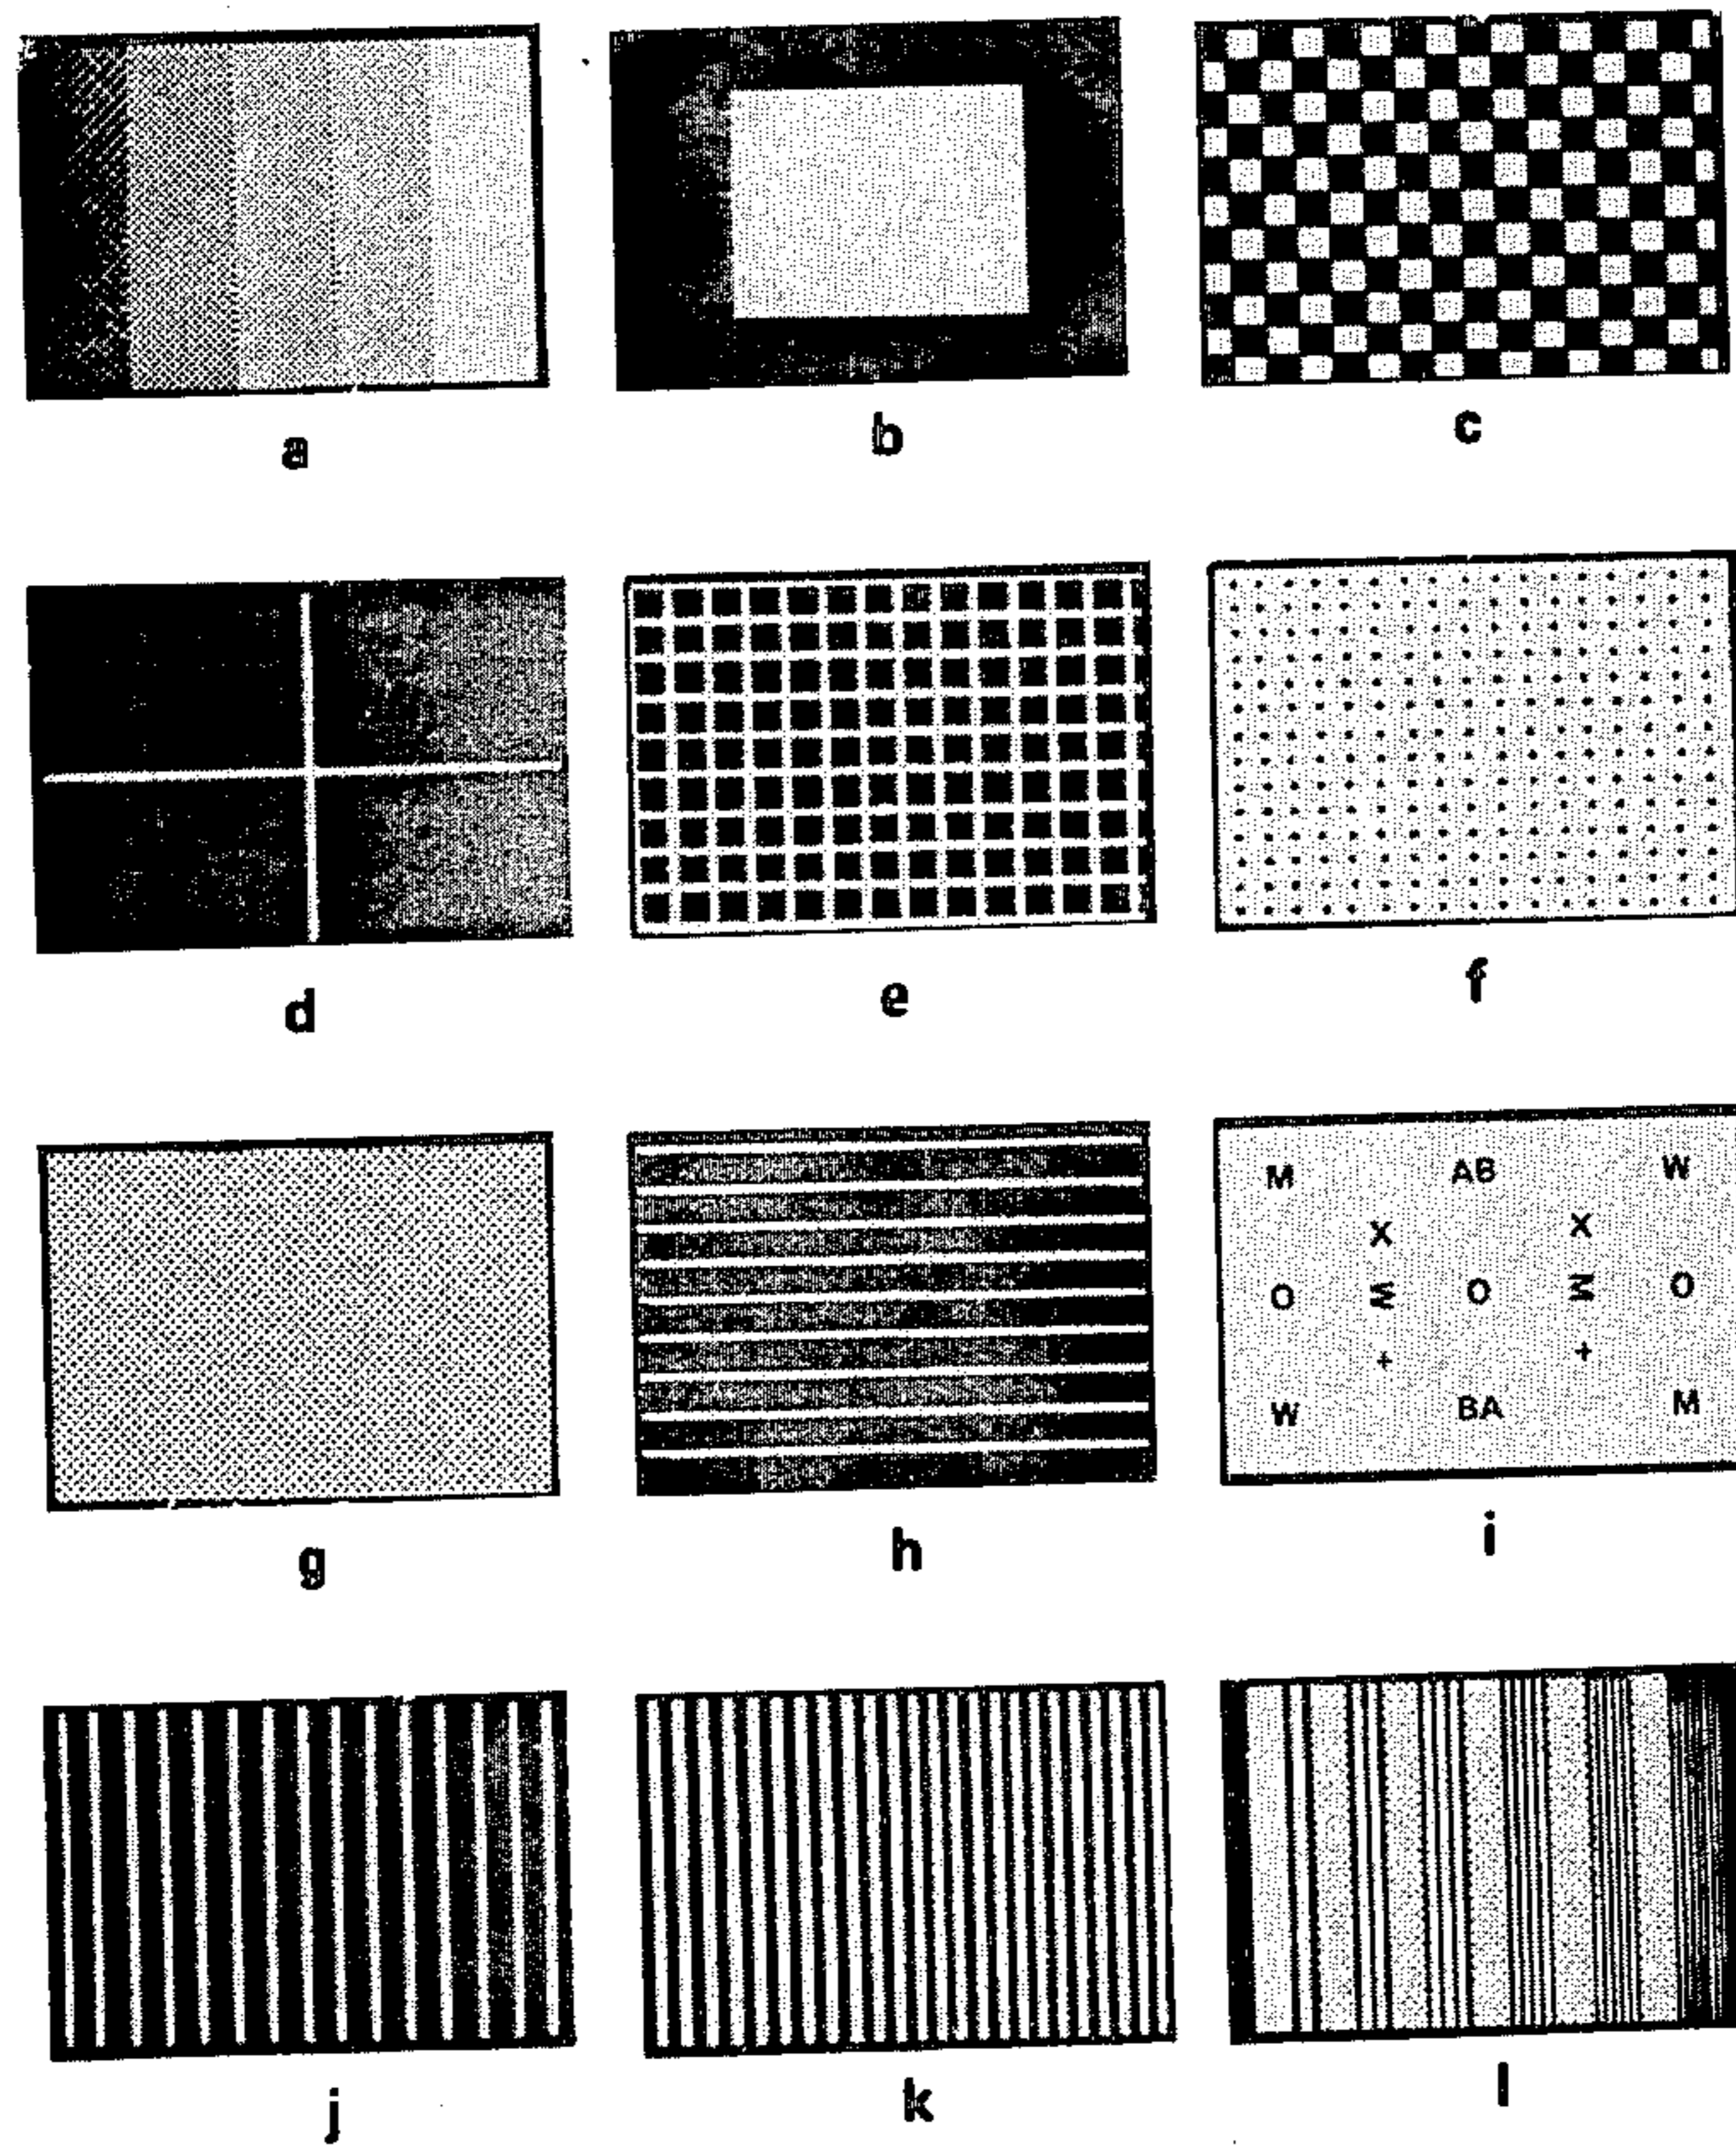 a b c
d e f
M AB W
X X
O M O M O
+ +
W BA M
g h i
j k l